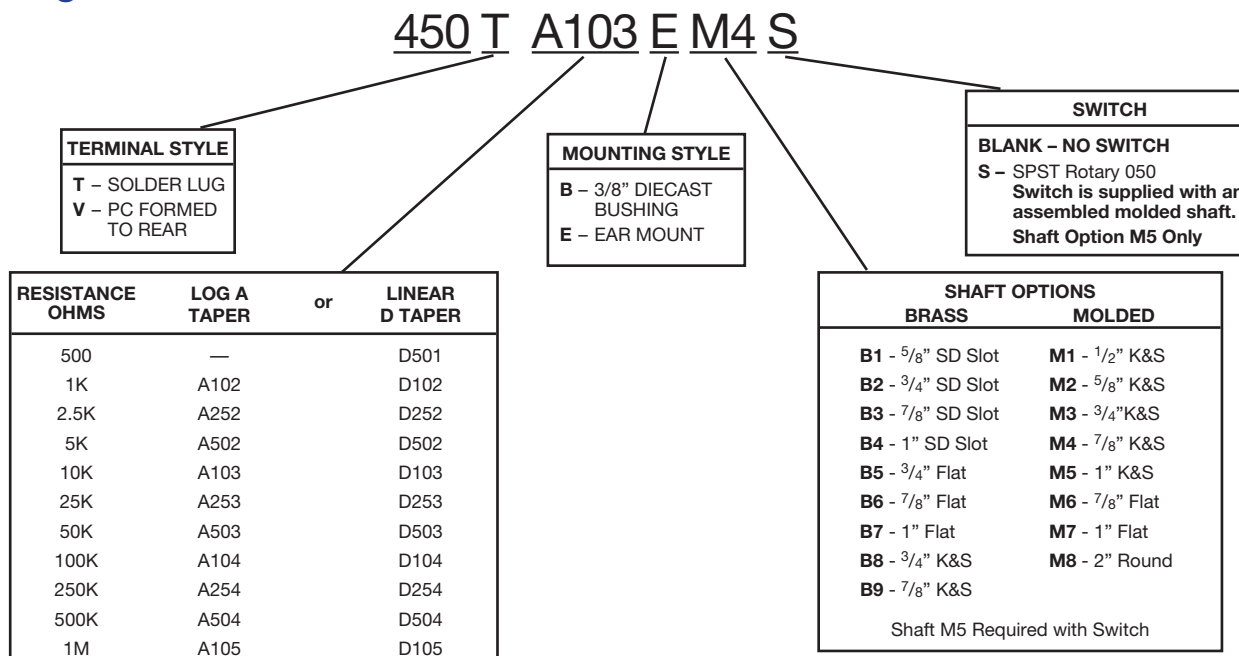 450 T A103 E M4 S
TERMINAL STYLE
T – SOLDER LUG
V – PC FORMED
TO REAR
MOUNTING STYLE
B – 3/8” DIECAST
BUSHING
E – EAR MOUNT
SWITCH
BLANK – NO SWITCH
S – SPST Rotary 050
Switch is supplied with an
assembled molded shaft.
Shaft Option M5 Only
RESISTANCE OHMS LOG A TAPER or LINEAR D TAPER
500 — D501
1K A102 D102
2.5K A252 D252
5K A502 D502
10K A103 D103
25K A253 D253
50K A503 D503
100K A104 D104
250K A254 D254
500K A504 D504
1M A105 D105
SHAFT OPTIONS
BRASS MOLDED
B1 - 5/8” SD Slot M1 - 1/2” K&S
B2 - 3/4” SD Slot M2 - 5/8” K&S
B3 - 7/8” SD Slot M3 - 3/4”K&S
B4 - 1” SD Slot M4 - 7/8” K&S
B5 - 3/4” Flat M5 - 1” K&S
B6 - 7/8” Flat M6 - 7/8” Flat
B7 - 1” Flat M7 - 1” Flat
B8 - 3/4” K&S M8 - 2” Round
B9 - 7/8” K&S
Shaft M5 Required with Switch